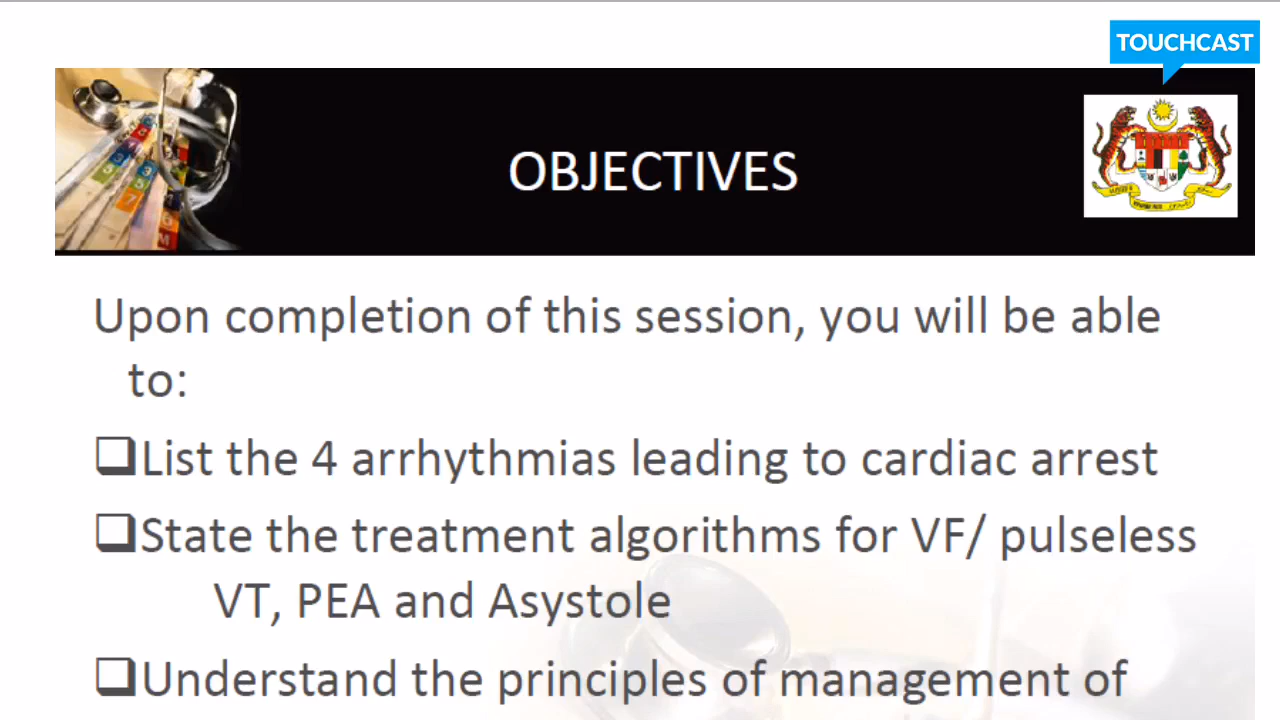 TOUCHCAST
OBJECTIVES
Upon completion of this session, you will be able
to:
❑List the 4 arrhythmias leading to cardiac arrest
❑State the treatment algorithms for VF/ pulseless
VT, PEA and Asystole
❑Understand the principles of management of